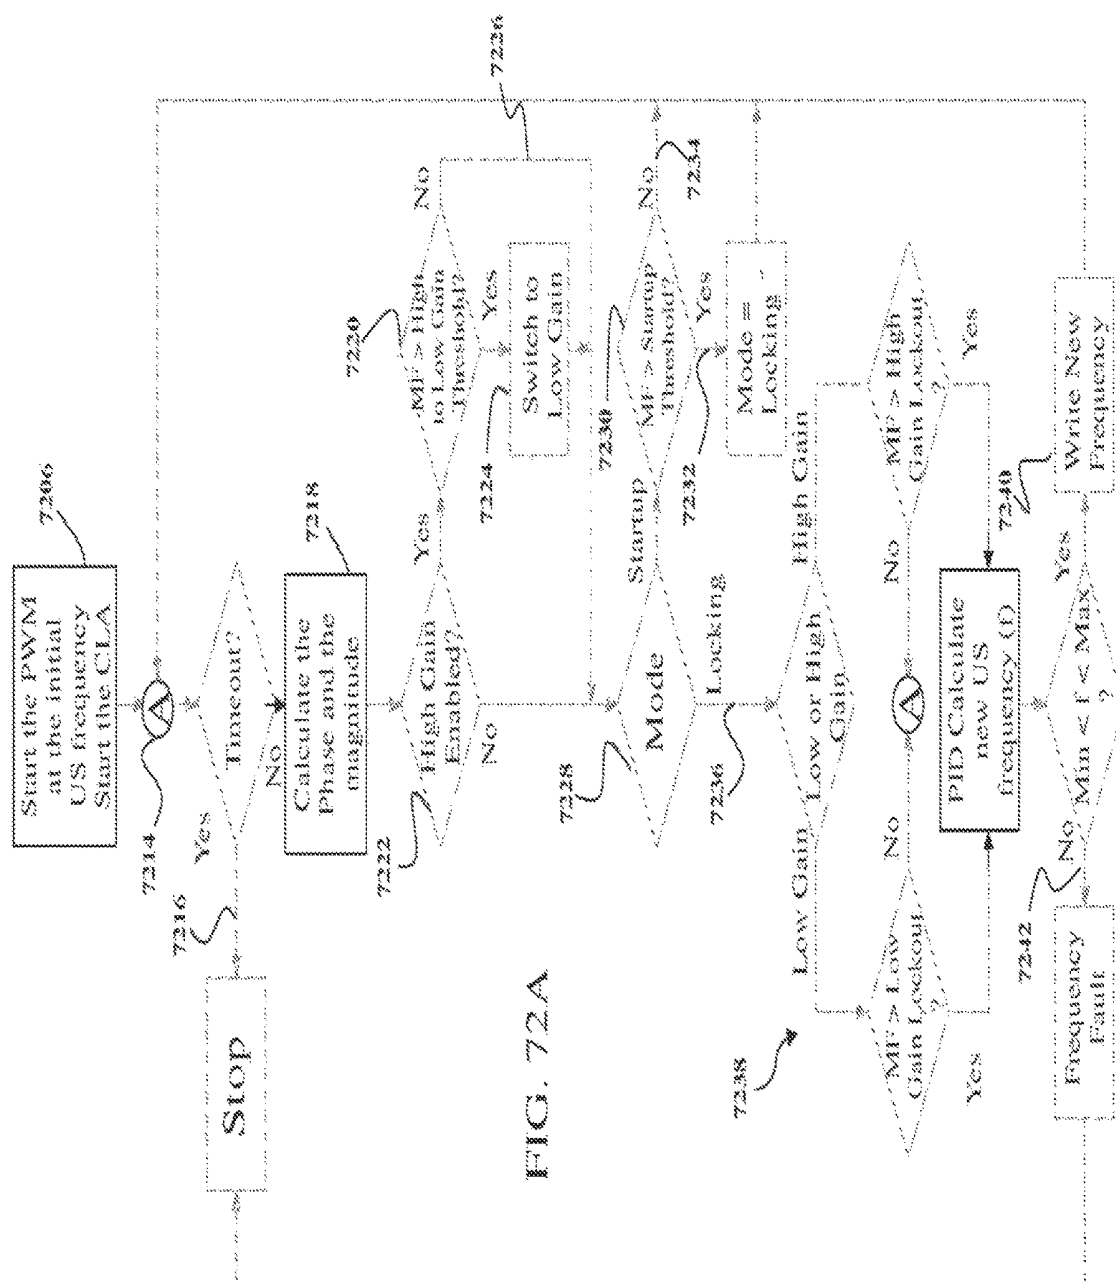 7206
Start the PWM
at the initial
US frequency
Start the CLA
7214
A
Timeout?
Yes
No
7216
Stop
7218
Calculate the
Phase and the
magnitude
7222
High Gain
Enabled?
Yes
No
7220
MF > High
to Low Gain
Threshold?
No
Yes
7226
7224
Switch to
Low Gain
7228
Mode
Startup
Locking
7230
MF > Startup
Threshold?
No
7234
Yes
7232
Mode =
Locking
7236
Low or High
Gain
Low Gain
High Gain
7238
MF > Low
Gain Lockout
?
No
Yes
A
MF > High
Gain Lockout
?
No
Yes
PID Calculate
new US
frequency (f)
Min < f < Max
?
No
Yes
7242
Frequency
Fault
7240
Write New
Frequency
FIG. 72A